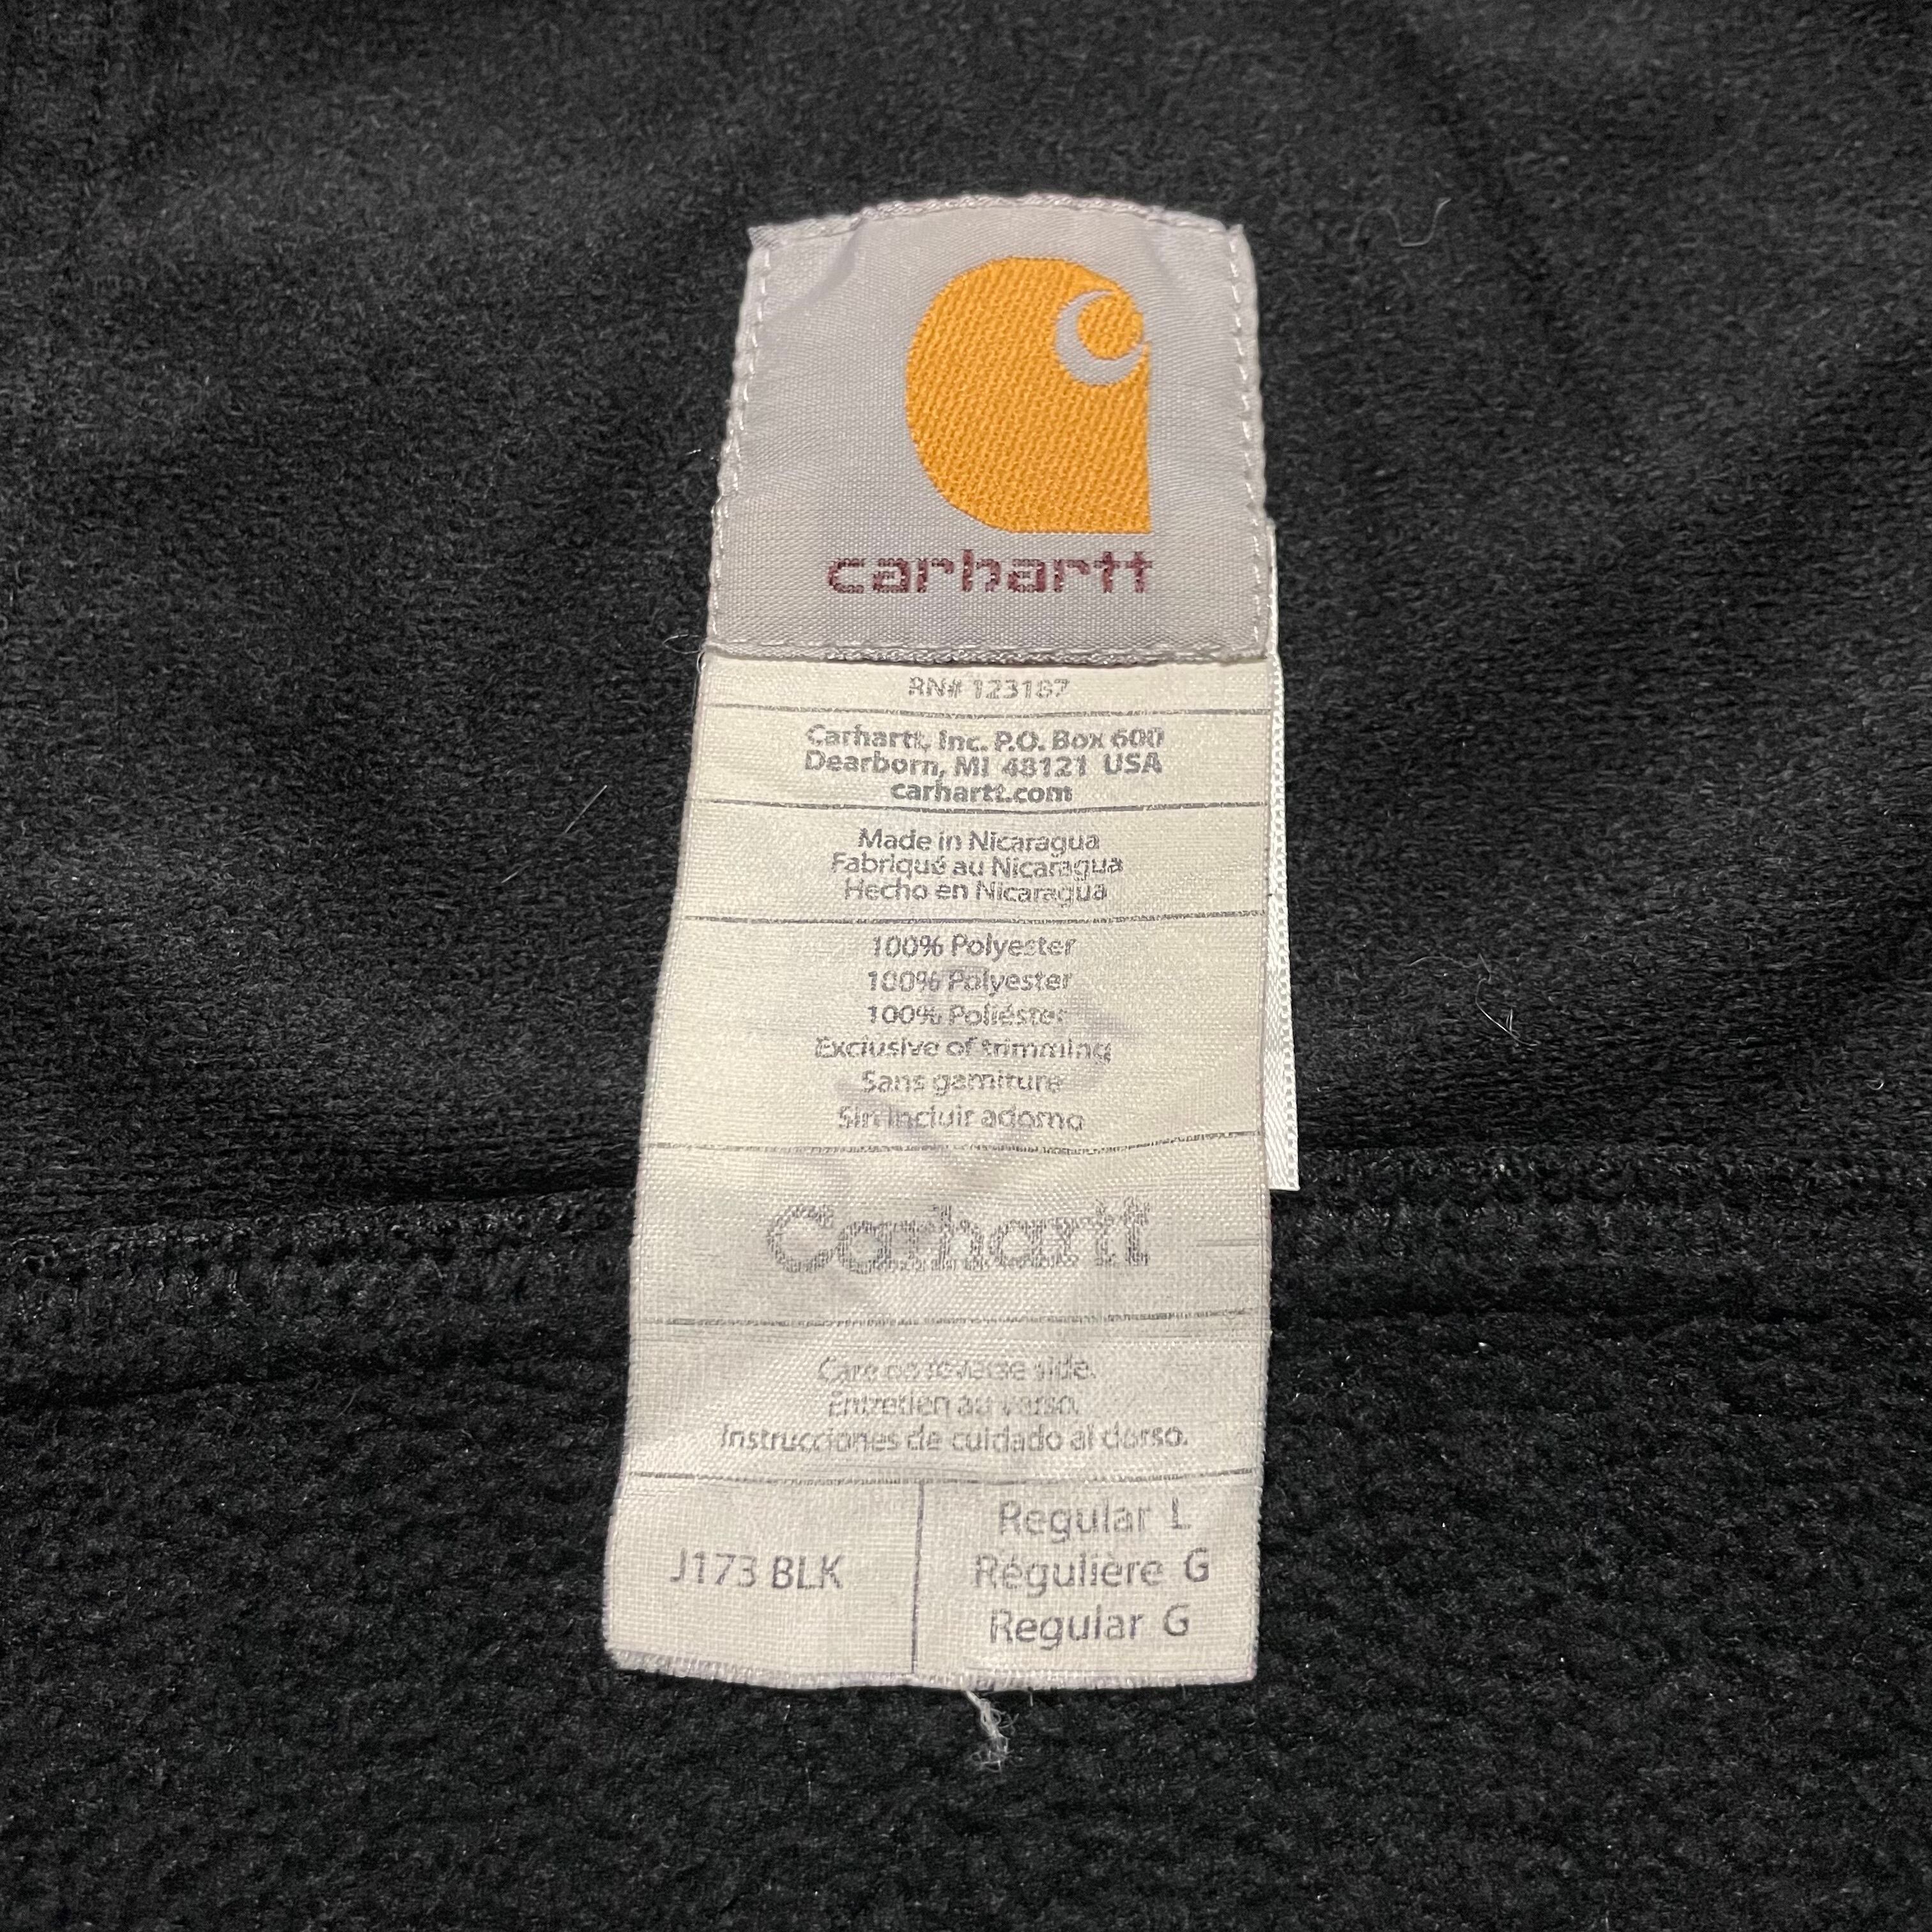 carhartt
RN# 123187
Carhartt, Inc. P.O. Box 600
Dearborn, MI 48121 USA
carhartt.com
Made in Nicaragua
Fabriqué au Nicaragua
Hecho en Nicaragua
100% Polyester
100% Polyester
100% Poliéster
Exclusive of trimming
Sans garniture
Sin incluir adorno
Carhartt
Care on reverse side.
Entretien au verso.
Instrucciones de cuidado al dorso.
J173 BLK
Regular L
Régulière G
Regular G